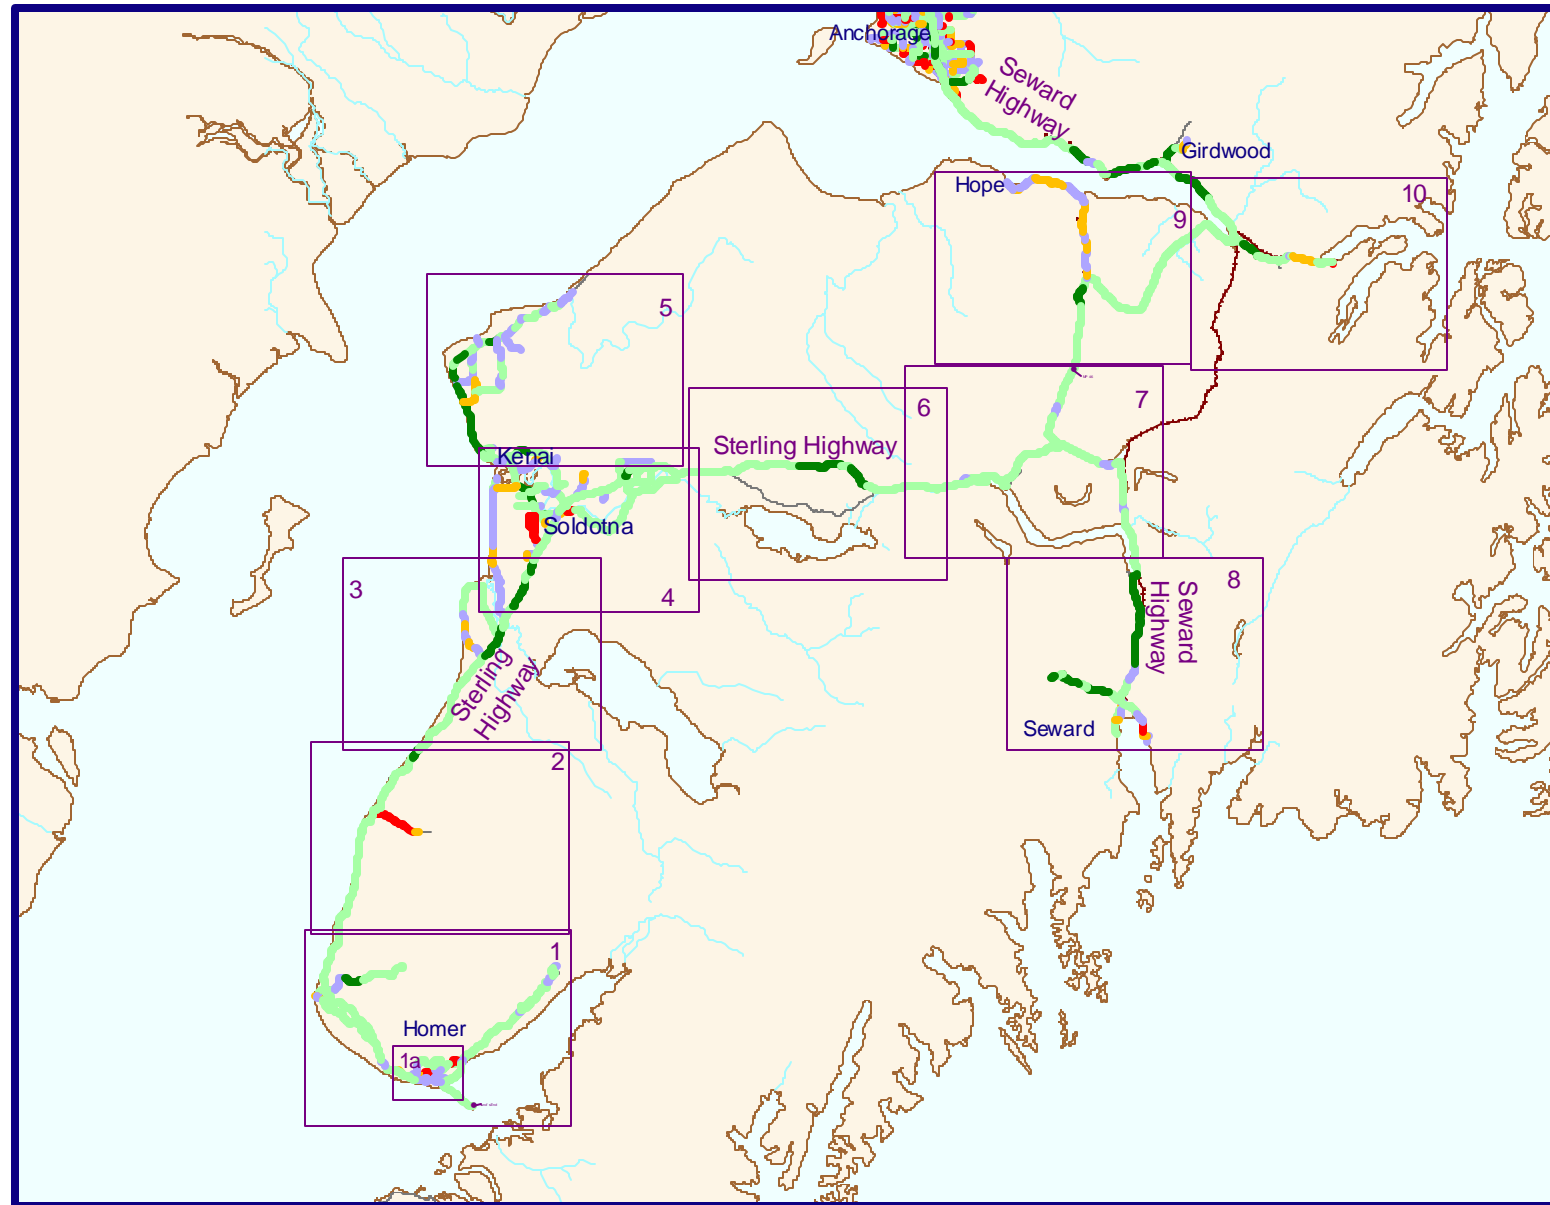 Anchorage
Seward
Highway
Girdwood
Hope
10
9
5
Sterling Highway
6
7
Kenai
Soldotna
3
4
8
Seward
Highway
Sterling
Highway
Seward
2
1
Homer
1a